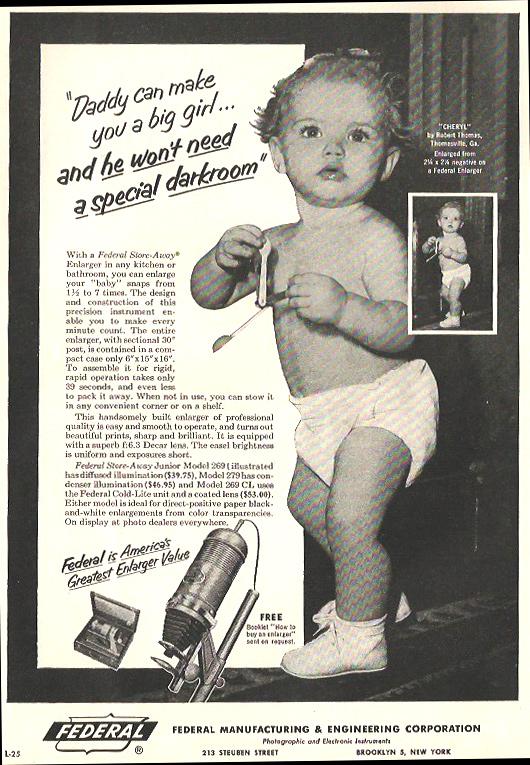 "Daddy can make
you a big girl...
and he won't need
a special darkroom"
"CHERYL"
by Robert Thomas,
Thomasville, Ga.
Enlarged from
2¼ x 2¼ negative on
a Federal Enlarger
With a Federal Store-Away®
Enlarger in any kitchen or
bathroom, you can enlarge
your "baby" snaps from
1½ to 7 times. The design
and construction of this
precision instrument en-
able you to make every
minute count. The entire
enlarger, with sectional 30"
post, is contained in a com-
pact case only 6"x15"x16".
To assemble it for rigid,
rapid operation takes only
39 seconds, and even less
to pack it away. When not in use, you can stow it
in any convenient corner or on a shelf.
This handsomely built enlarger of professional
quality is easy and smooth to operate, and turns out
beautiful prints, sharp and brilliant. It is equipped
with a superb f:6.3 Decar lens. The easel brightness
is uniform and exposures short.
Federal Store-Away Junior Model 269 (illustrated
has diffused illumination ($39.75), Model 279 has con-
denser illumination ($46.95) and Model 269 CL uses
the Federal Cold-Lite unit and a coated lens ($53.00).
Either model is ideal for direct-positive paper black-
and-white enlargements from color transparencies.
On display at photo dealers everywhere.
Federal is America's
Greatest Enlarger Value
FREE
Booklet "How to
buy an enlarger"
sent on request.
FEDERAL
®
FEDERAL MANUFACTURING & ENGINEERING CORPORATION
Photographic and Electronic Instruments
213 STEUBEN STREET BROOKLYN 5, NEW YORK
L-25